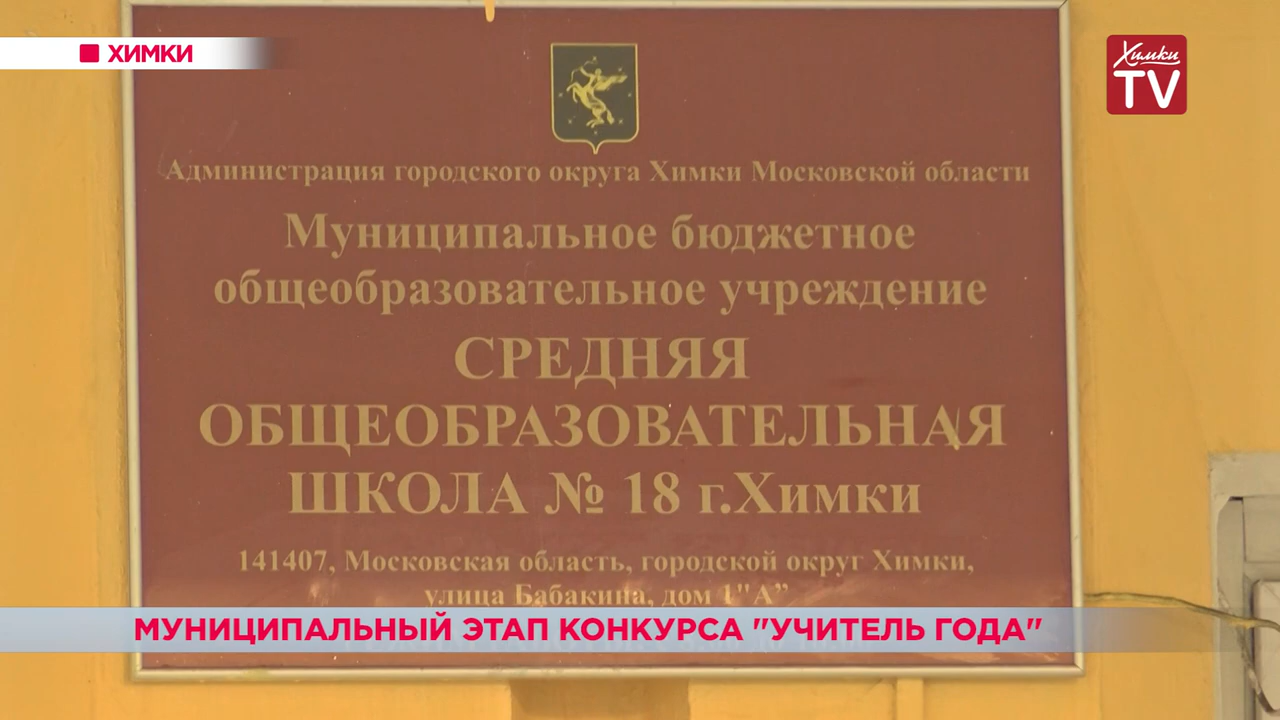 ХИМКИ
Химки
TV
Администрация городского округа Химки Московской области
Муниципальное бюджетное
общеобразовательное учреждение
СРЕДНЯЯ
ОБЩЕОБРАЗОВАТЕЛЬНАЯ
ШКОЛА № 18 г.Химки
141407, Московская область, городской округ Химки,
улица Бабакина, дом 1"А”
МУНИЦИПАЛЬНЫЙ ЭТАП КОНКУРСА "УЧИТЕЛЬ ГОДА"